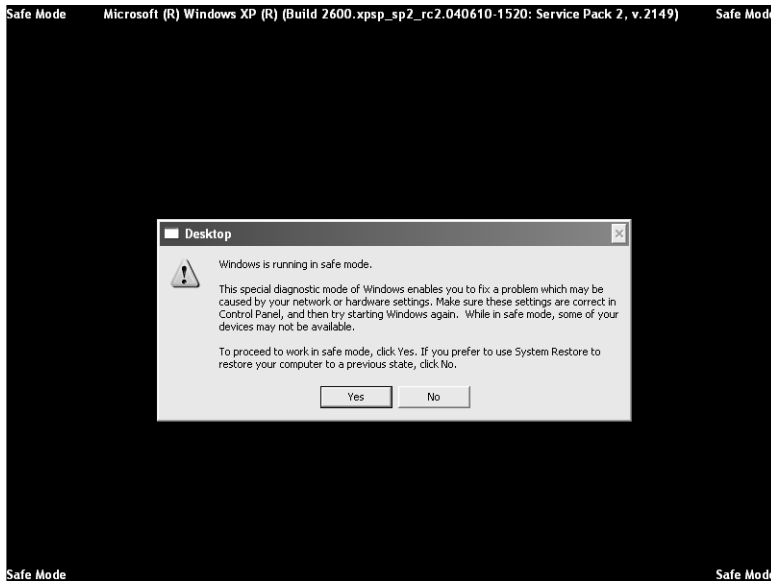 Safe Mode Microsoft (R) Windows XP (R) (Build 2600.xpsp_sp2_rc2.040610-1520: Service Pack 2, v.2149) Safe Mode
Desktop
Windows is running in safe mode.
This special diagnostic mode of Windows enables you to fix a problem which may be
caused by your network or hardware settings. Make sure these settings are correct in
Control Panel, and then try starting Windows again. While in safe mode, some of your
devices may not be available.
To proceed to work in safe mode, click Yes. If you prefer to use System Restore to
restore your computer to a previous state, click No.
Yes No
Safe Mode Safe Mode